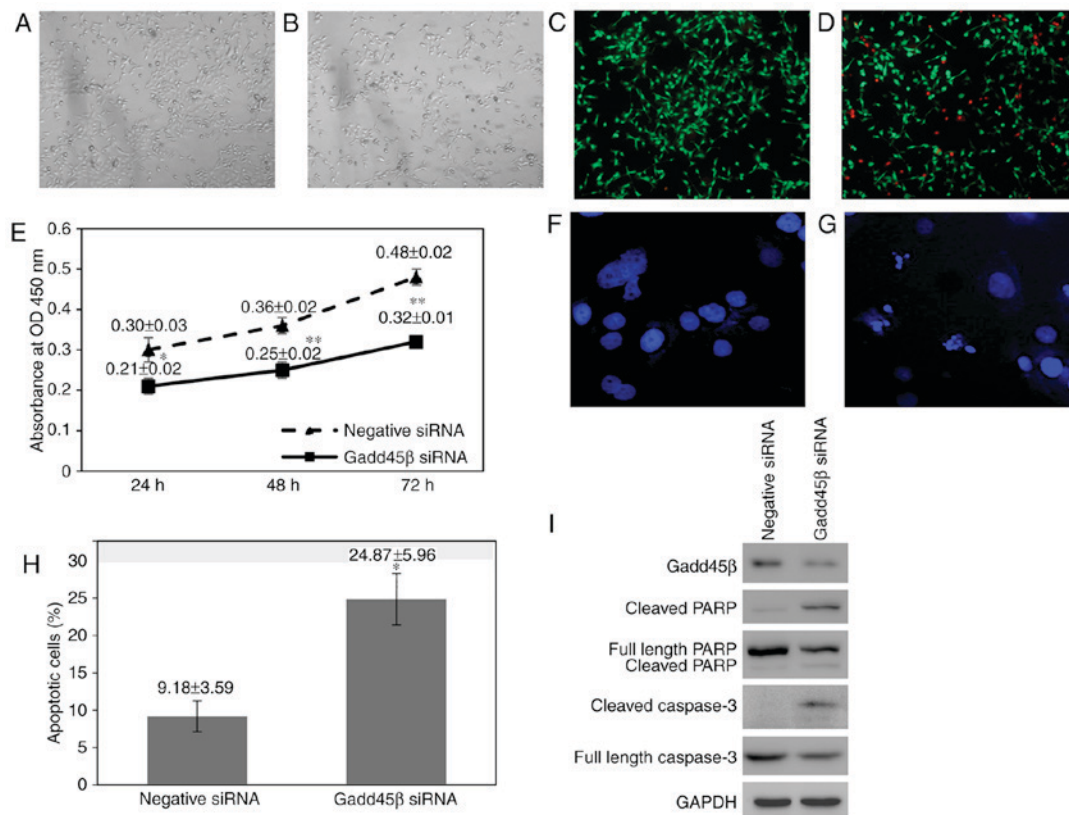 A
B
C
D
E
0.6
0.5
0.4
0.3
0.2
0.1
0
Absorbance at OD 450 nm
0.30±0.03
0.36±0.02
0.48±0.02
*
**
**
0.21±0.02
0.25±0.02
0.32±0.01
Negative siRNA
Gadd45β siRNA
24 h
48 h
72 h
F
G
H
30
25
20
15
10
5
0
Apoptotic cells (%)
9.18±3.59
24.87±5.96
*
Negative siRNA
Gadd45β siRNA
I
Negative siRNA
Gadd45β siRNA
Gadd45β
Cleaved PARP
Full length PARP
Cleaved PARP
Cleaved caspase-3
Full length caspase-3
GAPDH